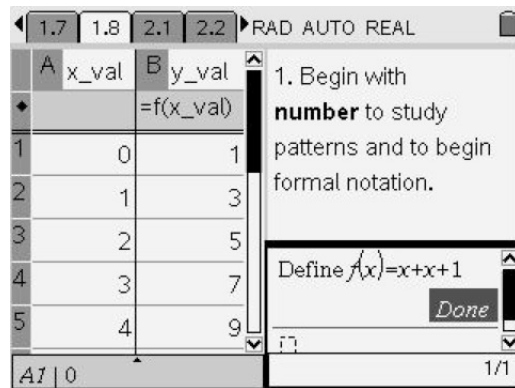 1.7 1.8 2.1 2.2 RAD AUTO REAL
A x_val B y_val
=f(x_val)
1 0 1
2 1 3
3 2 5
4 3 7
5 4 9
A1 | 0
1. Begin with
number to study
patterns and to begin
formal notation.
Define f(x)=x+x+1
Done
1/1